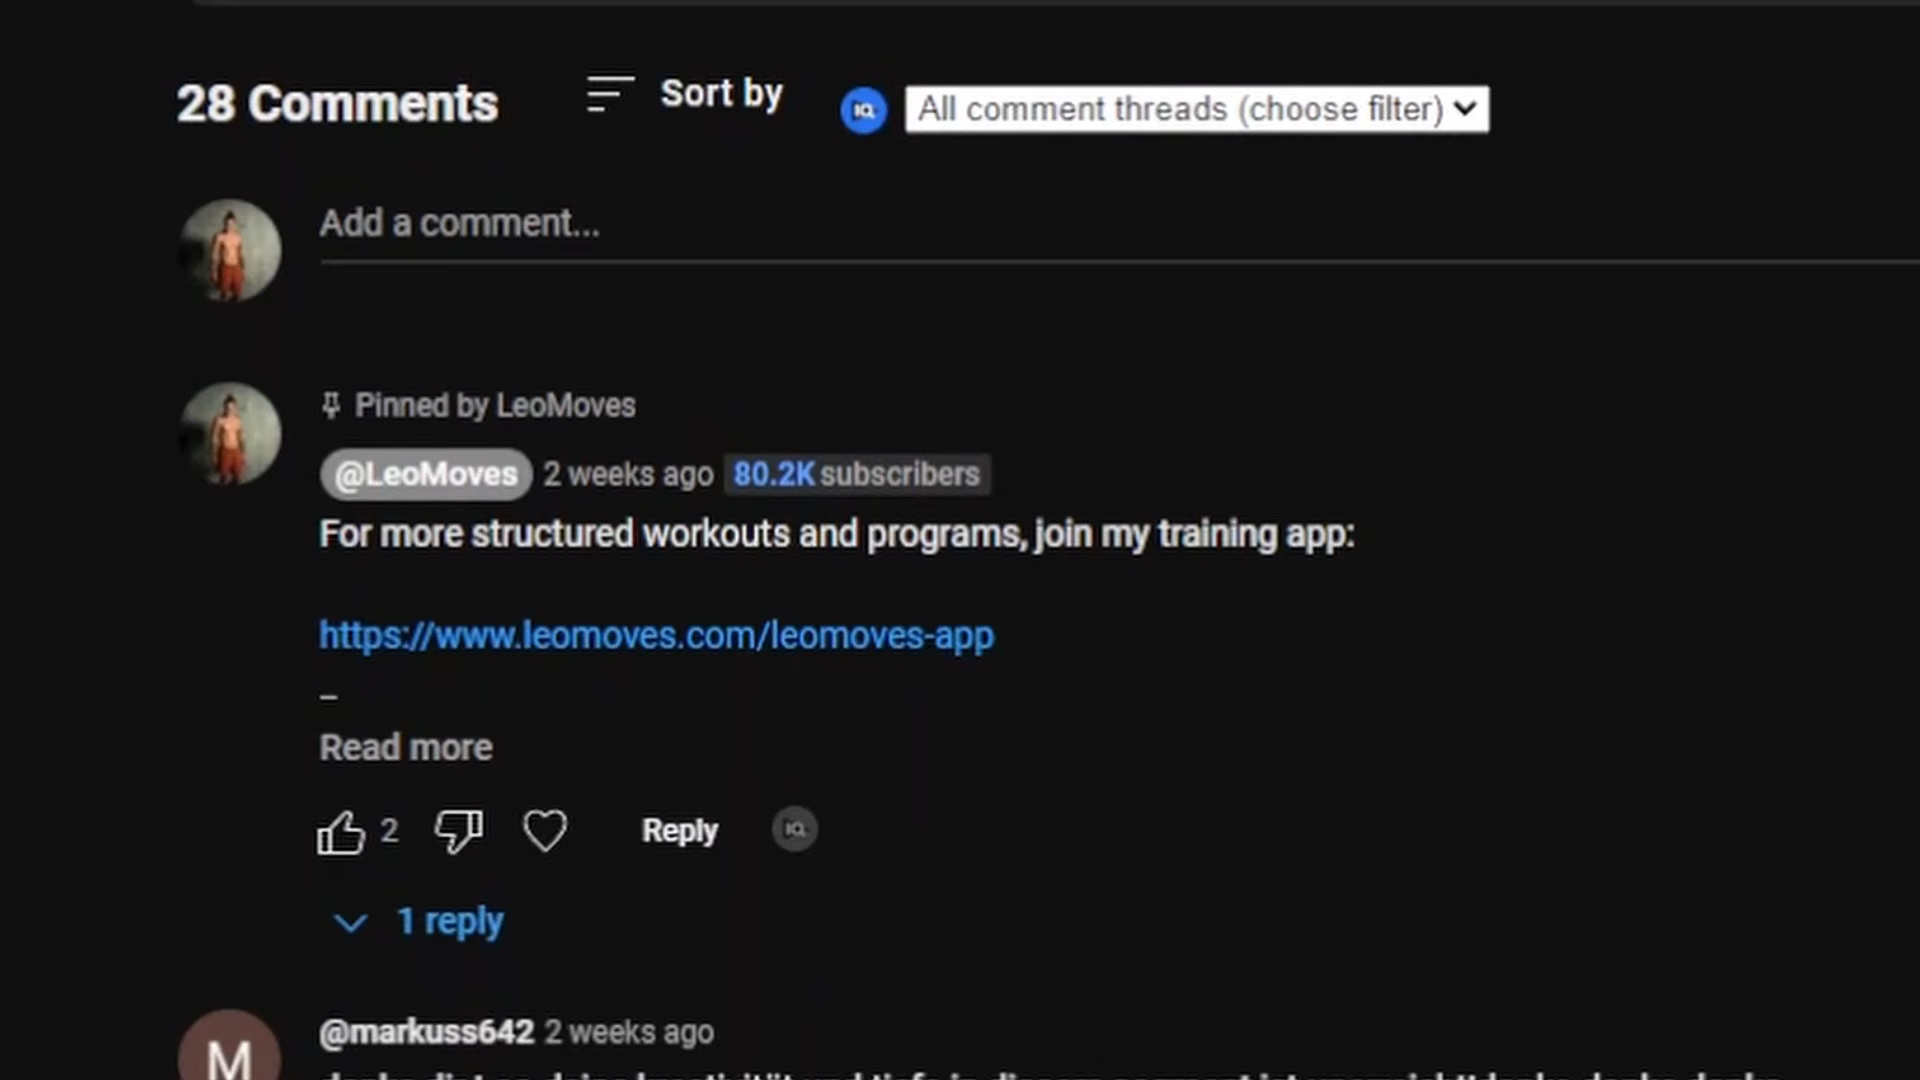 28 Comments
Sort by
IQ
All comment threads (choose filter)
Add a comment...
Pinned by LeoMoves
@LeoMoves 2 weeks ago 80.2K subscribers
For more structured workouts and programs, join my training app:
https://www.leomoves.com/leomoves-app
–
Read more
2
Reply
IQ
1 reply
M
@markuss642 2 weeks ago